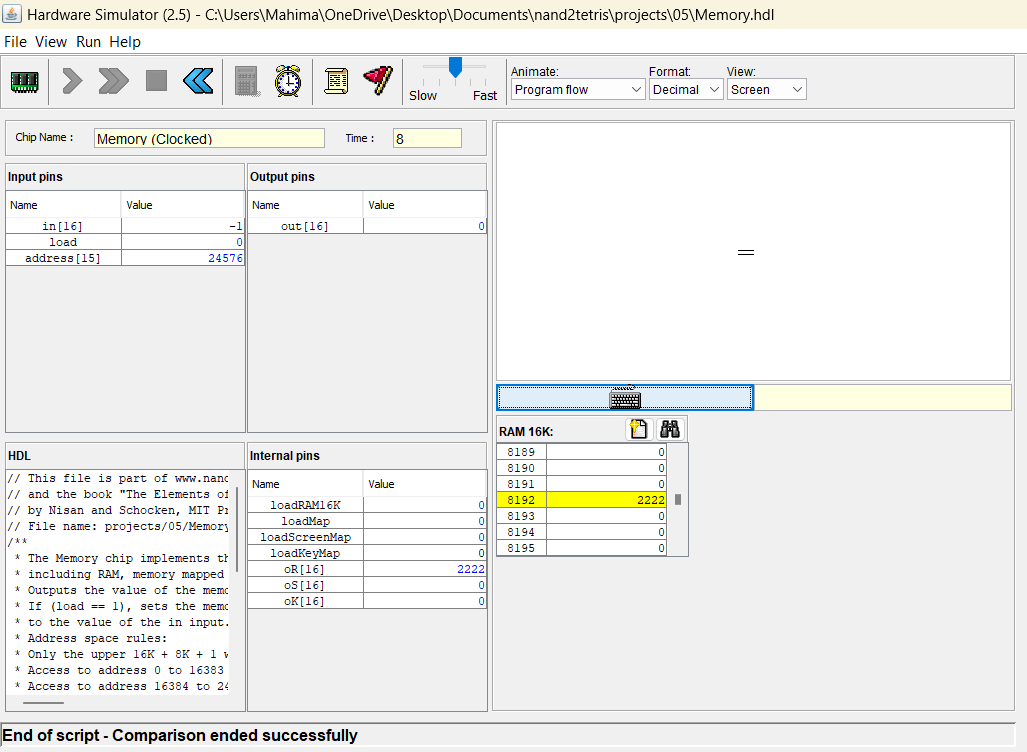 Hardware Simulator (2.5) - C:\Users\Mahima\OneDrive\Desktop\Documents\nand2tetris\projects\05\Memory.hdl
File View Run Help
Slow Fast
Animate: Format: View:
Program flow Decimal Screen
Chip Name : Memory (Clocked) Time : 8
Input pins
Name Value
in[16] -1
load 0
address[15] 24576
Output pins
Name Value
out[16] 0
HDL
// This file is part of www.nand
// and the book "The Elements of
// by Nisan and Schocken, MIT Pr
// File name: projects/05/Memory
/**
* The Memory chip implements th
* including RAM, memory mapped
* Outputs the value of the memo
* If (load == 1), sets the memo
* to the value of the in input.
* Address space rules:
* Only the upper 16K + 8K + 1 w
* Access to address 0 to 16383
* Access to address 16384 to 24
Internal pins
Name Value
loadRAM16K 0
loadMap 0
loadScreenMap 0
loadKeyMap 0
oR[16] 2222
oS[16] 0
oK[16] 0
RAM 16K:
8189 0
8190 0
8191 0
8192 2222
8193 0
8194 0
8195 0
End of script - Comparison ended successfully